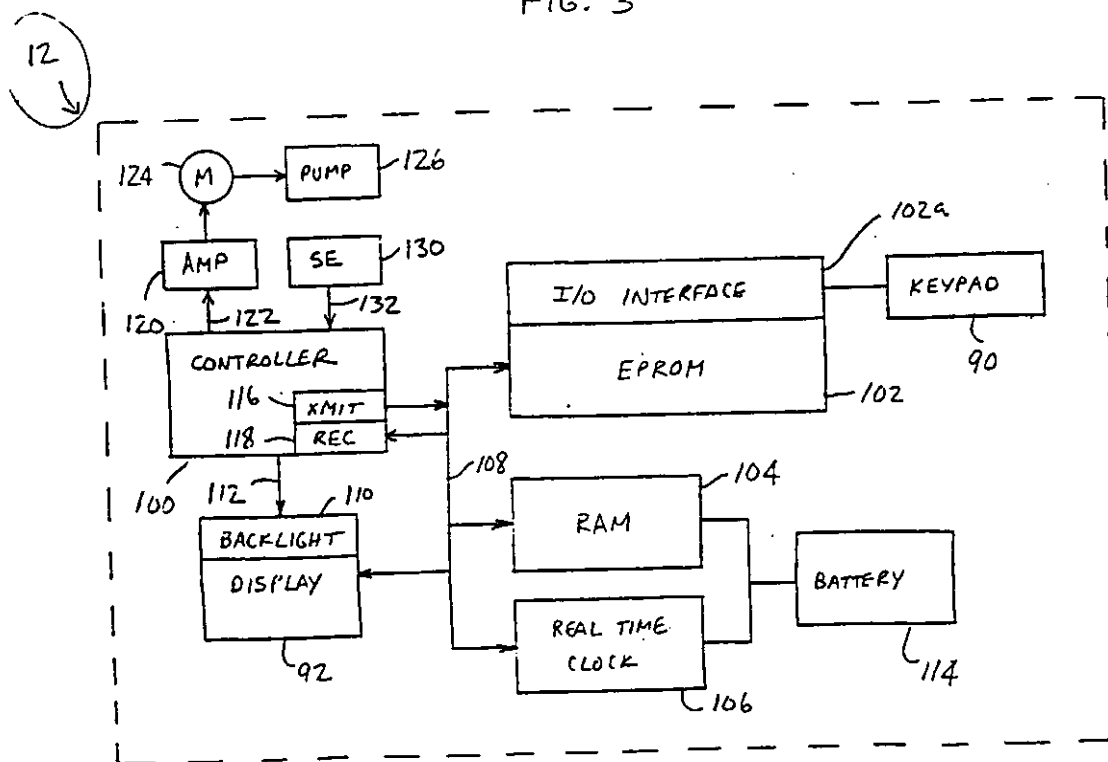 FIG. 3
12
124
M
PUMP
126
AMP
SE
130
120
122
132
CONTROLLER
116
XMIT
118
REC
100
112
110
BACKLIGHT
DISPLAY
92
108
102a
I/O INTERFACE
KEYPAD
90
EPROM
102
104
RAM
BATTERY
114
REAL TIME
CLOCK
106